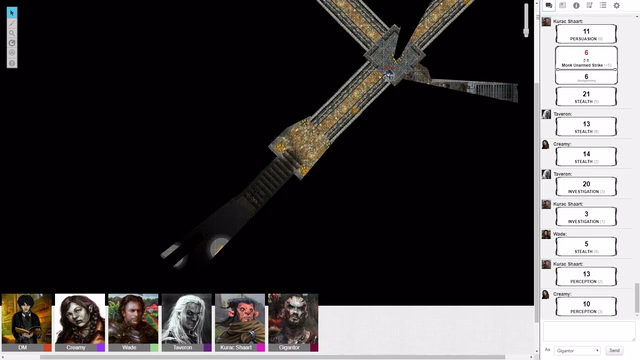 Kurac Shaart:
11
PERSUASION
6
Monk Unarmed Strike
6
21
STEALTH
Taveron:
13
STEALTH
Creamy:
14
STEALTH
Taveron:
20
INVESTIGATION
Kurac Shaart:
3
INVESTIGATION
Wade:
5
STEALTH
Kurac Shaart:
13
PERCEPTION
Creamy:
10
PERCEPTION
DM
Creamy
Wade
Taveron
Kurac Shaart
Gigantor
As
Gigantor
Send